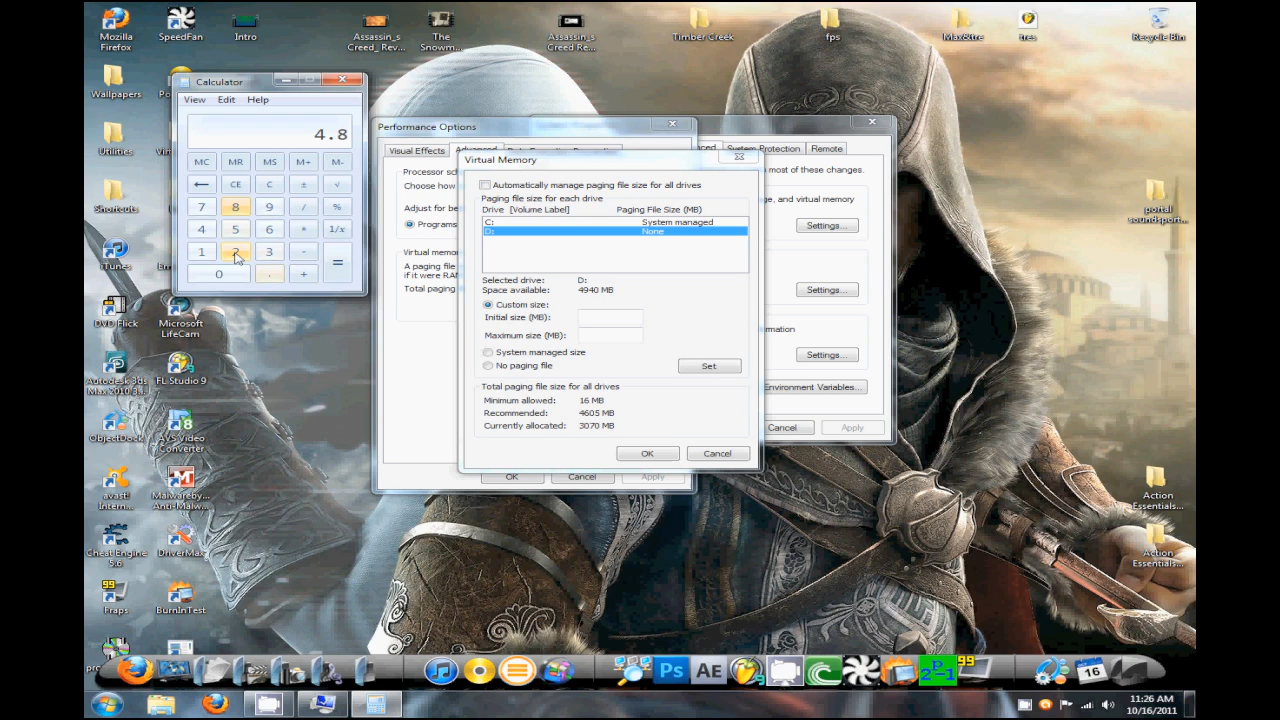 Mozilla Firefox
SpeedFan
Intro
Assassin_s Creed_Rev...
The Snowm...
Assassin_s Creed Re...
Timber Creek
fps
Max&tre
tres
Recycle Bin
Wallpapers
Utilities
Shortcuts
iTunes
DVD Flick
Microsoft LifeCam
Autodesk 3ds Max 2010 3...
FL Studio 9
ObjectDock
AVS Video Converter
avast! Intern...
Malwareby... Anti-Malw...
Cheat Engine 5.6
DriverMax
99
Fraps
BurnInTest
portal soundsport...
Action Essentials...
Action Essentials...
Calculator
View Edit Help
4.8
MC MR MS M+ M-
← CE C ± √
7 8 9 / %
4 5 6 * 1/x
1 2 3 - =
0 . +
Performance Options
Visual Effects Advanced
Processor sch
Choose how
Adjust for be
Programs
Virtual memo
A paging file
if it were RAM
Total paging
OK Cancel Apply
System Protection Remote
most of these changes.
ge, and virtual memory
Settings...
Settings...
rmation
Settings...
Environment Variables...
Cancel Apply
Virtual Memory
Automatically manage paging file size for all drives
Paging file size for each drive
Drive [Volume Label] Paging File Size (MB)
C: System managed
D: None
Selected drive: D:
Space available: 4940 MB
Custom size:
Initial size (MB):
Maximum size (MB):
System managed size
No paging file
Set
Total paging file size for all drives
Minimum allowed: 16 MB
Recommended: 4605 MB
Currently allocated: 3070 MB
OK Cancel
Ps AE
99
16
11:26 AM
10/16/2011